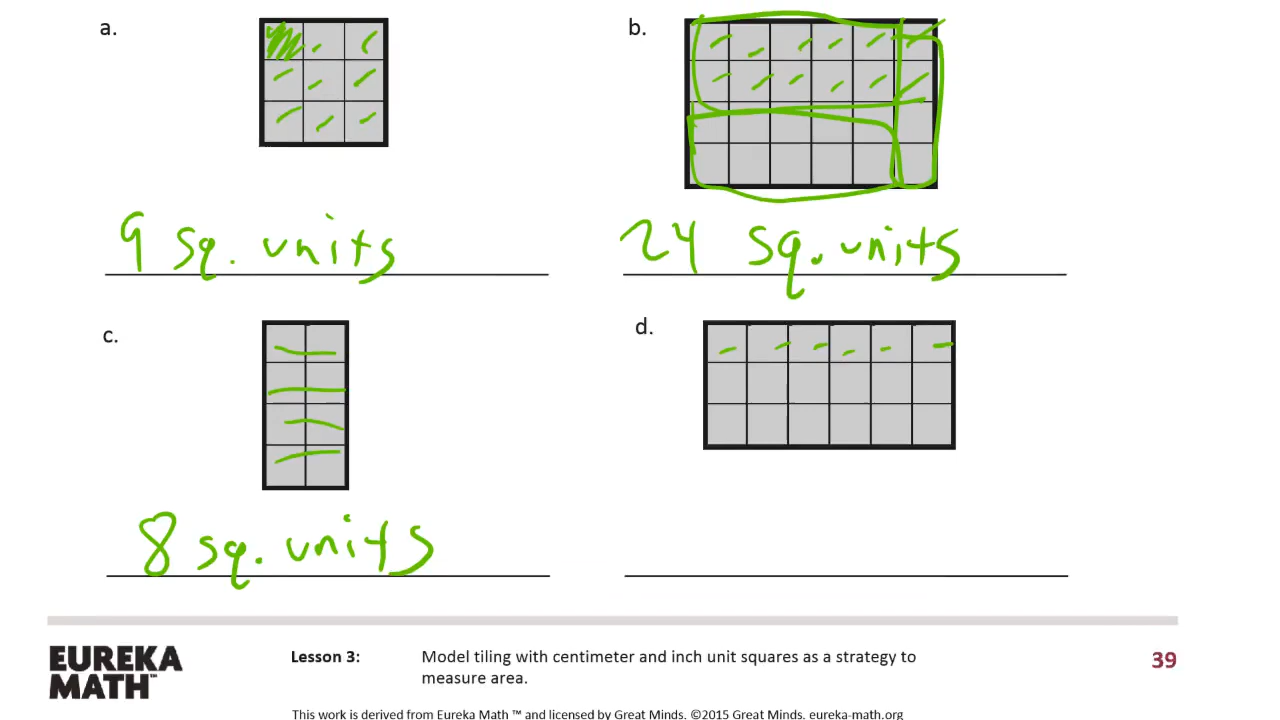 a.
b.
9 sq. units
24 sq. units
c.
d.
8 sq. units
EUREKA
MATH™
Lesson 3:
Model tiling with centimeter and inch unit squares as a strategy to
measure area.
39
This work is derived from Eureka Math ™ and licensed by Great Minds. ©2015 Great Minds. eureka-math.org